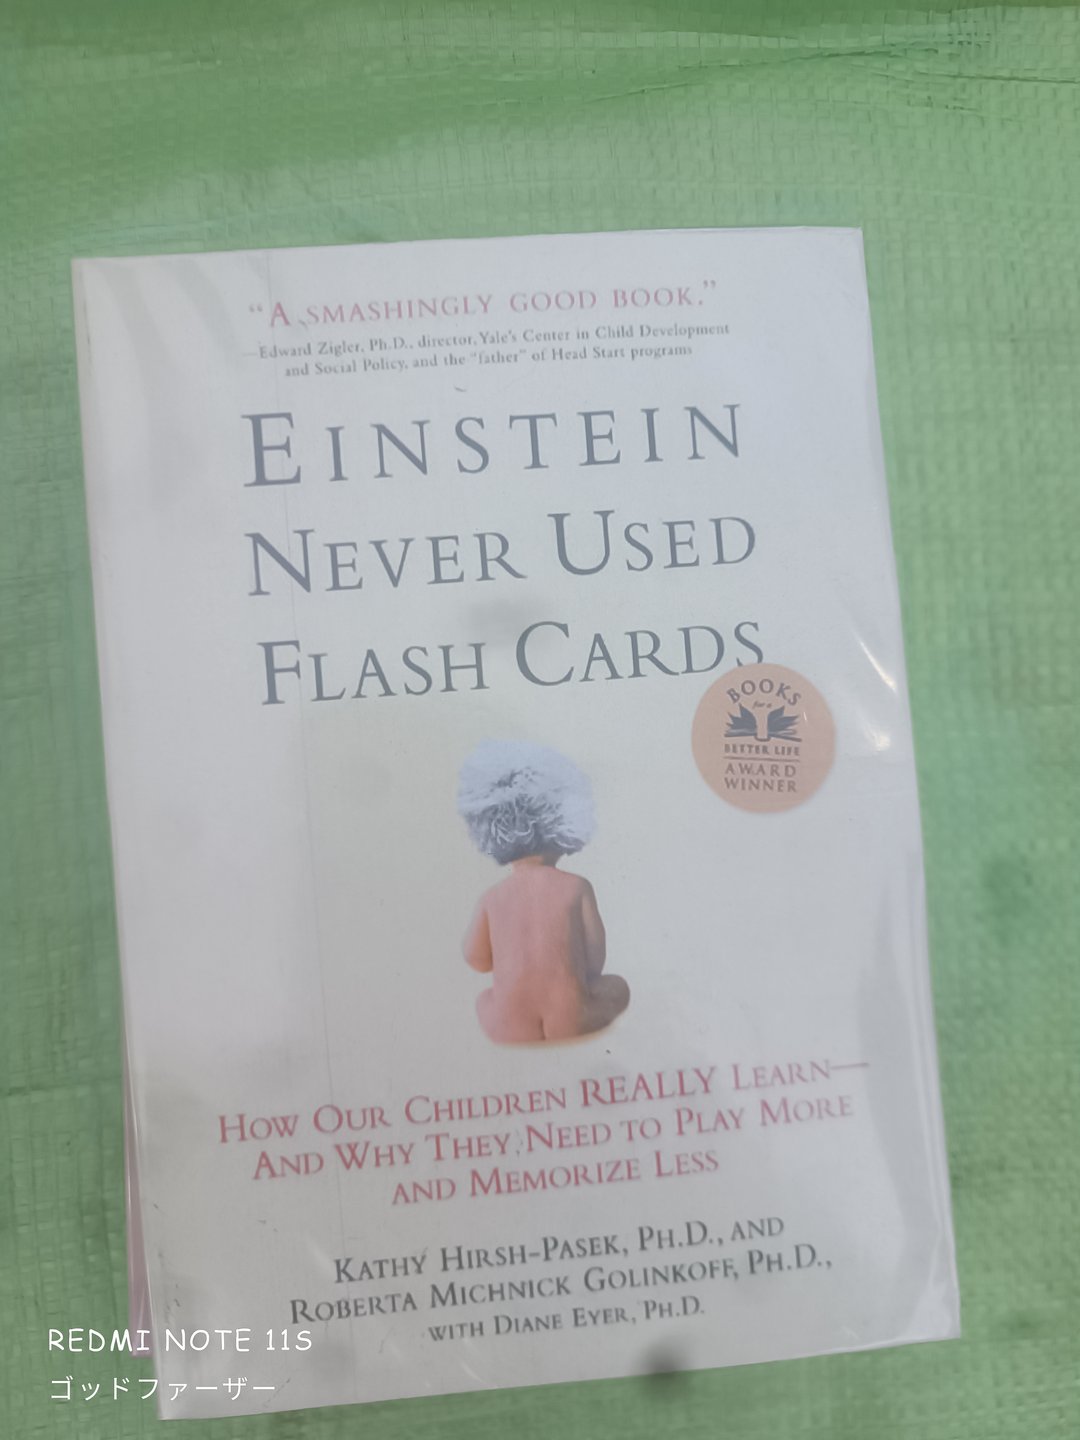 “A SMASHINGLY GOOD BOOK.”
—Edward Zigler, Ph.D., director, Yale's Center in Child Development
and Social Policy, and the “father” of Head Start programs
EINSTEIN
NEVER USED
FLASH CARDS
BOOKS
for a
BETTER LIFE
AWARD
WINNER
HOW OUR CHILDREN REALLY LEARN—
AND WHY THEY NEED TO PLAY MORE
AND MEMORIZE LESS
KATHY HIRSH-PASEK, PH.D., AND
ROBERTA MICHNICK GOLINKOFF, PH.D.,
WITH DIANE EYER, PH.D.
REDMI NOTE 11S
ゴッドファーザー